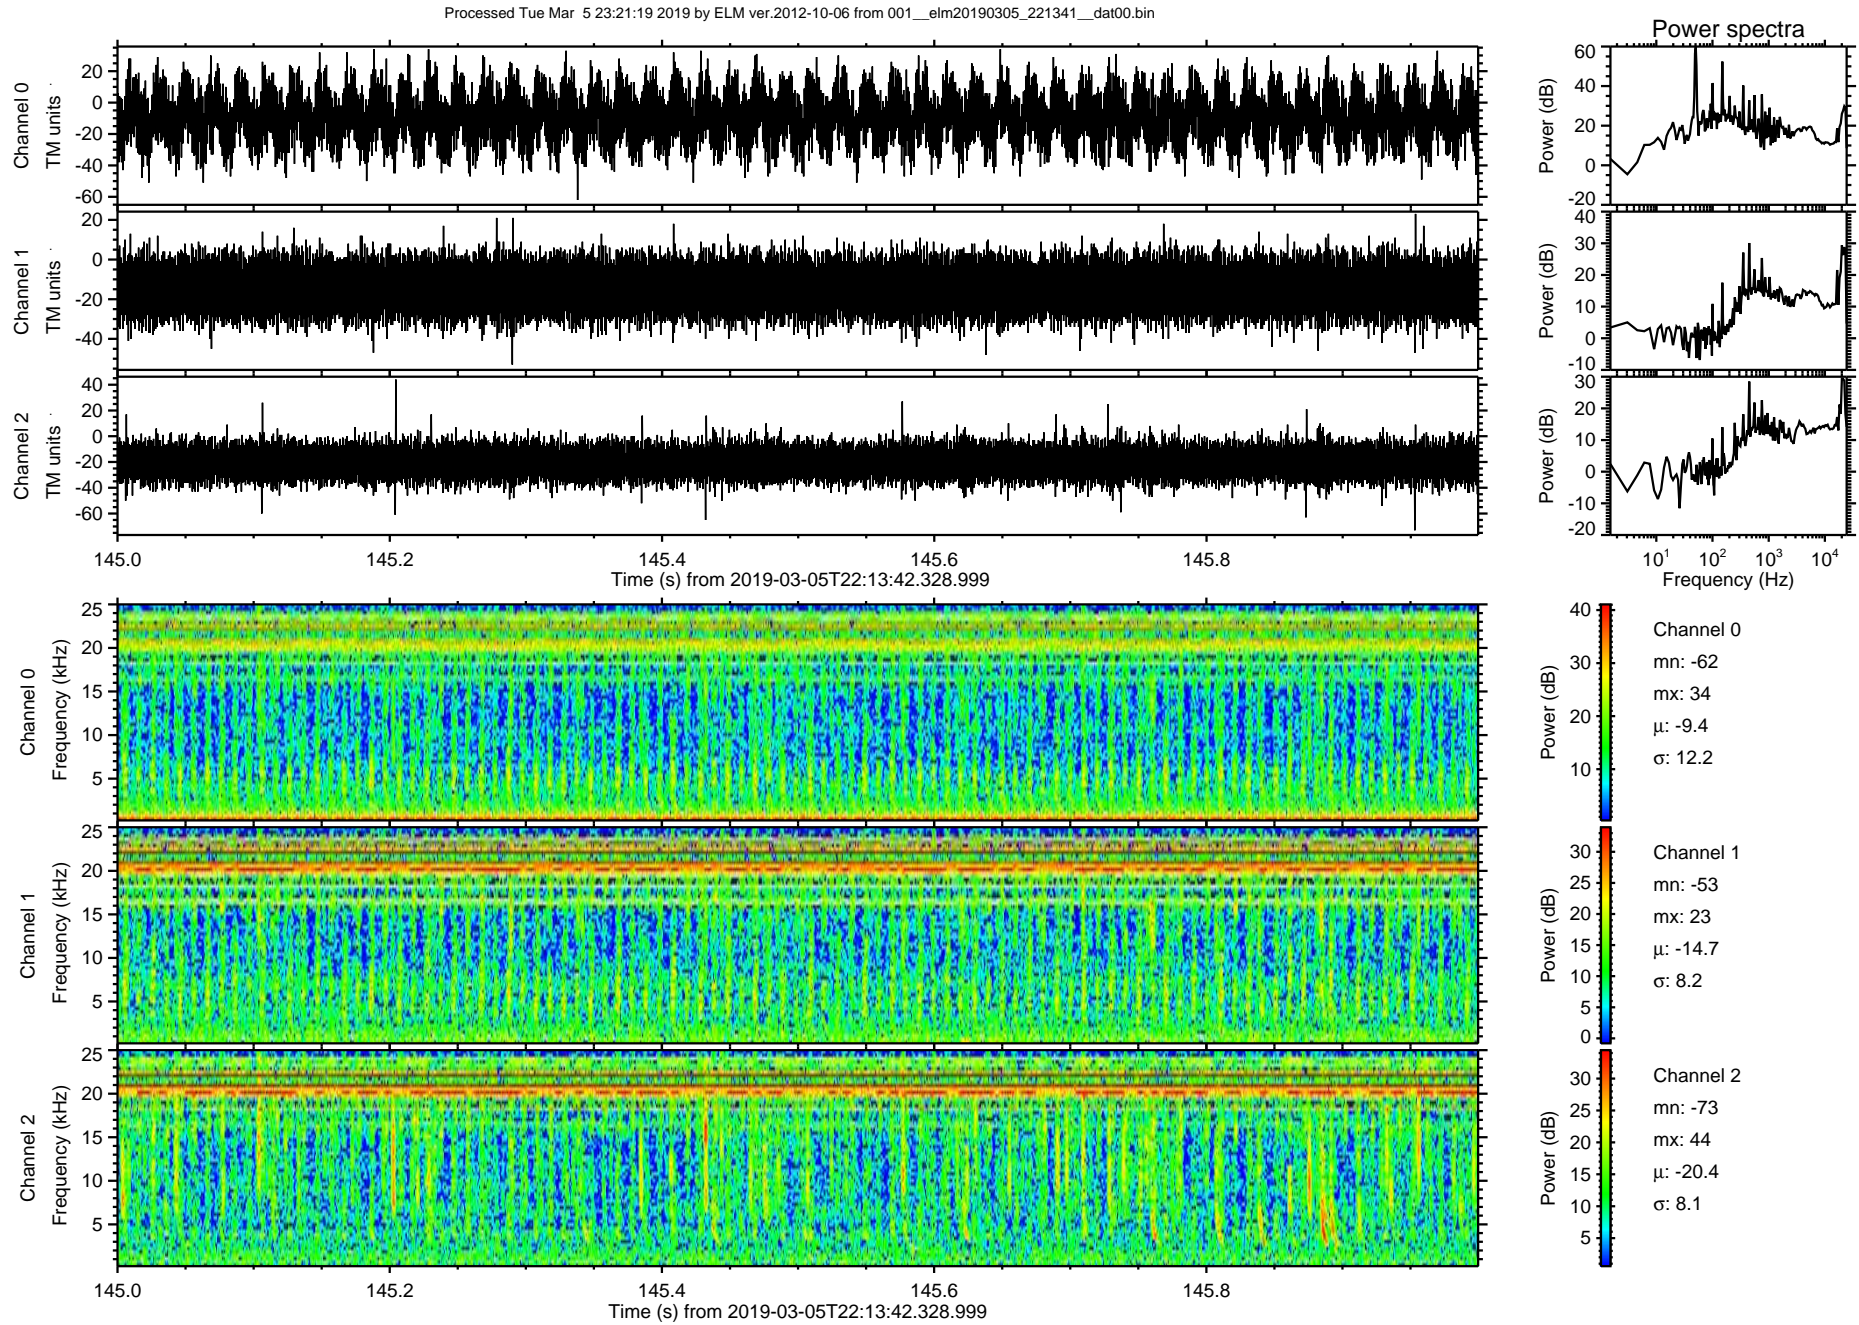 Processed Tue Mar  5 23:21:19 2019 by ELM ver.2012-10-06 from 001__elm20190305_221341__dat00.bin
Channel 0
TM units
20
0
-20
-40
-60
Channel 1
TM units
20
0
-20
-40
Channel 2
TM units
40
20
0
-20
-40
-60
145.0
145.2
145.4
145.6
145.8
Time (s) from 2019-03-05T22:13:42.328.999
Power spectra
Power (dB)
60
40
20
0
-20
Power (dB)
40
30
20
10
0
-10
Power (dB)
30
20
10
0
-10
-20
10¹
10²
10³
10⁴
Frequency (Hz)
Channel 0
Frequency (kHz)
25
20
15
10
5
Channel 1
Frequency (kHz)
25
20
15
10
5
Channel 2
Frequency (kHz)
25
20
15
10
5
145.0
145.2
145.4
145.6
145.8
Time (s) from 2019-03-05T22:13:42.328.999
Power (dB)
40
30
20
10
Channel 0
mn: -62
mx: 34
μ: -9.4
σ: 12.2
Power (dB)
30
25
20
15
10
5
0
Channel 1
mn: -53
mx: 23
μ: -14.7
σ: 8.2
Power (dB)
30
25
20
15
10
5
Channel 2
mn: -73
mx: 44
μ: -20.4
σ: 8.1